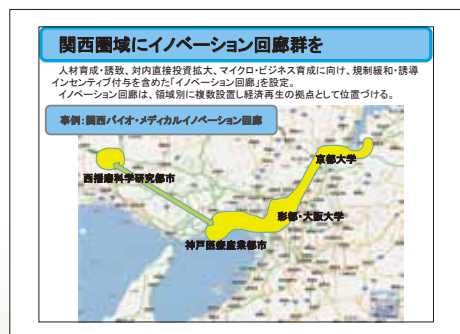 関西圏域にイノベーション回廊群を
人材育成・誘致、対内直接投資拡大、マイクロ・ビジネス育成に向け、規制緩和・誘導
インセンティブ付与を含めた「イノベーション回廊」を設定。
イノベーション回廊は、領域別に複数設置し経済再生の拠点として位置づける。
事例：関西バイオ・メディカルイノベーション回廊
京都大学
西播磨科学研究都市
彩都・大阪大学
神戸医療産業都市